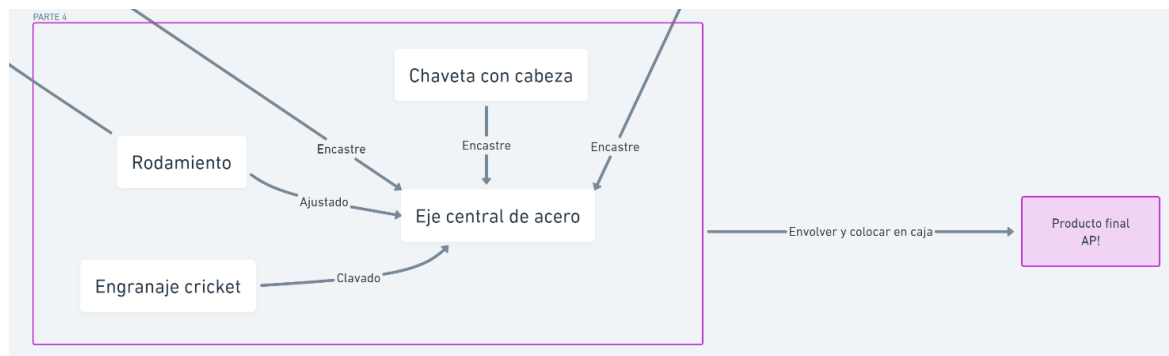 PARTE 4
Chaveta con cabeza
Encastre
Encastre
Encastre
Rodamiento
Ajustado
Eje central de acero
Engranaje cricket
Clavado
Envolver y colocar en caja
Producto final
AP!